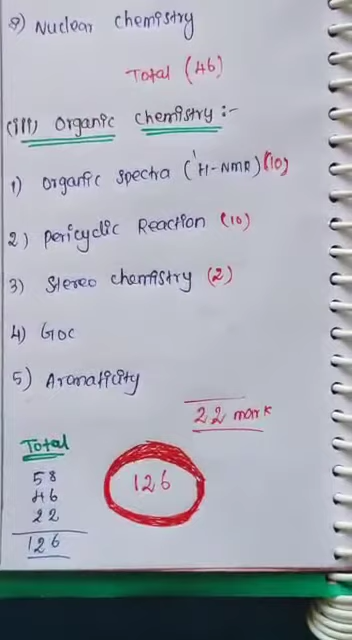 9) Nuclear Chemistry
Total (46)
(iii) Organic Chemistry :-
1) Organic Spectra (¹H-NMR) (10)
2) Pericyclic Reaction (10)
3) Stereo chemistry (2)
4) GOC
5) Aromaticity
22 mark
Total
58
46
22
126
126